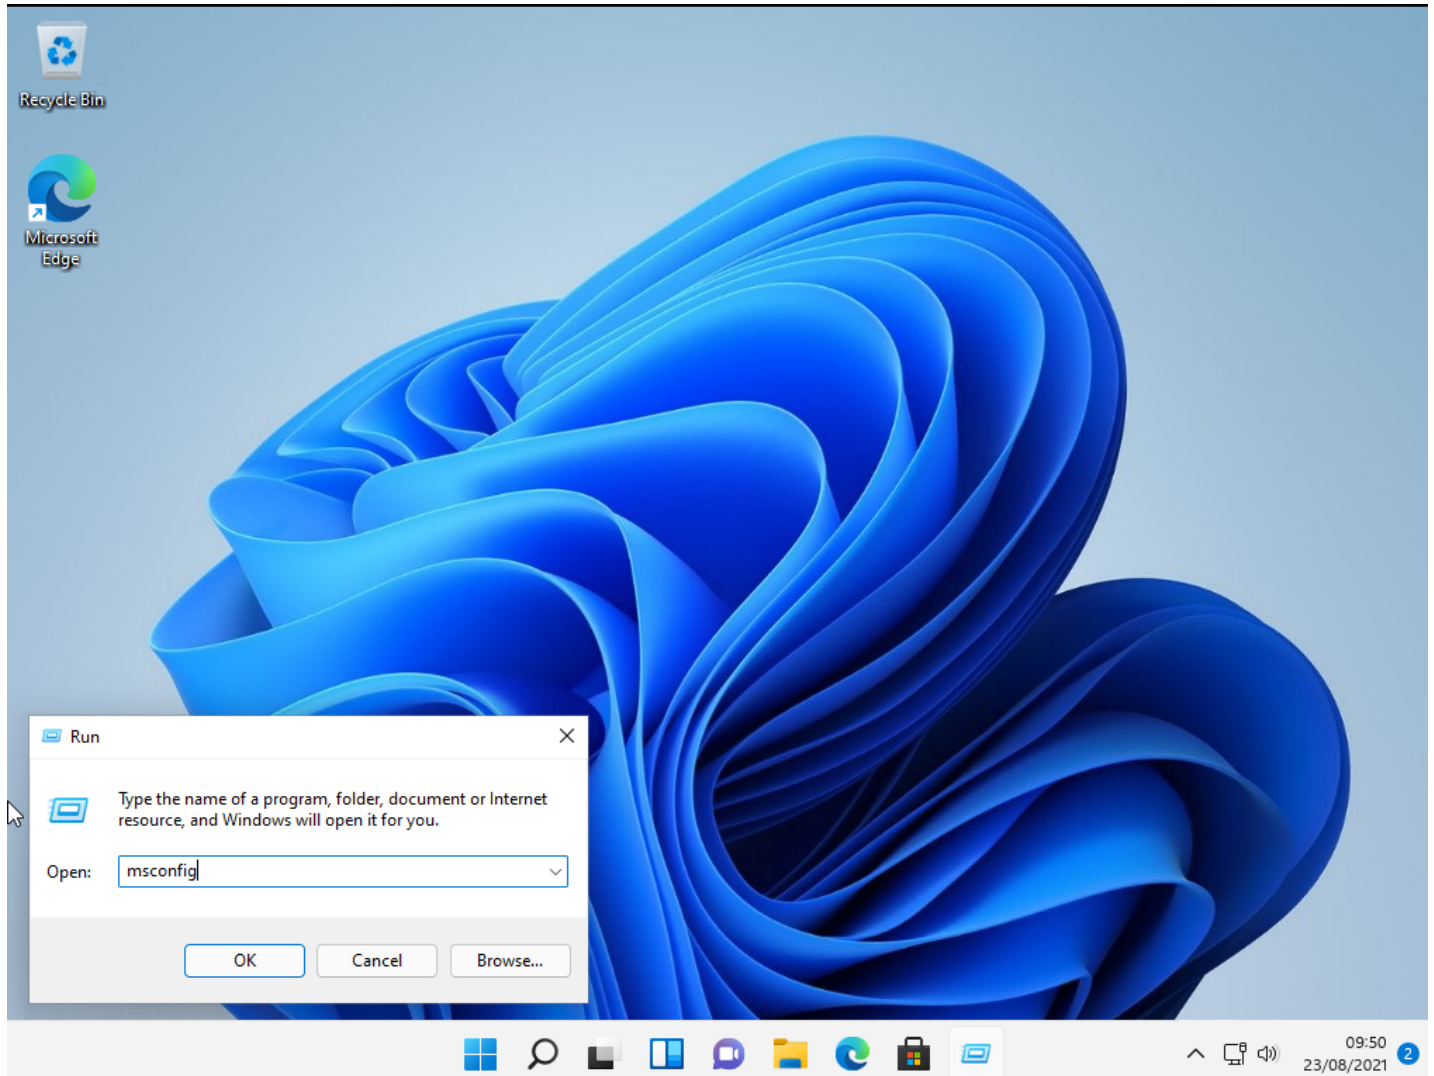 Recycle Bin
Microsoft
Edge
Run
Type the name of a program, folder, document or Internet
resource, and Windows will open it for you.
Open:
msconfig
OK
Cancel
Browse...
09:50
23/08/2021
2